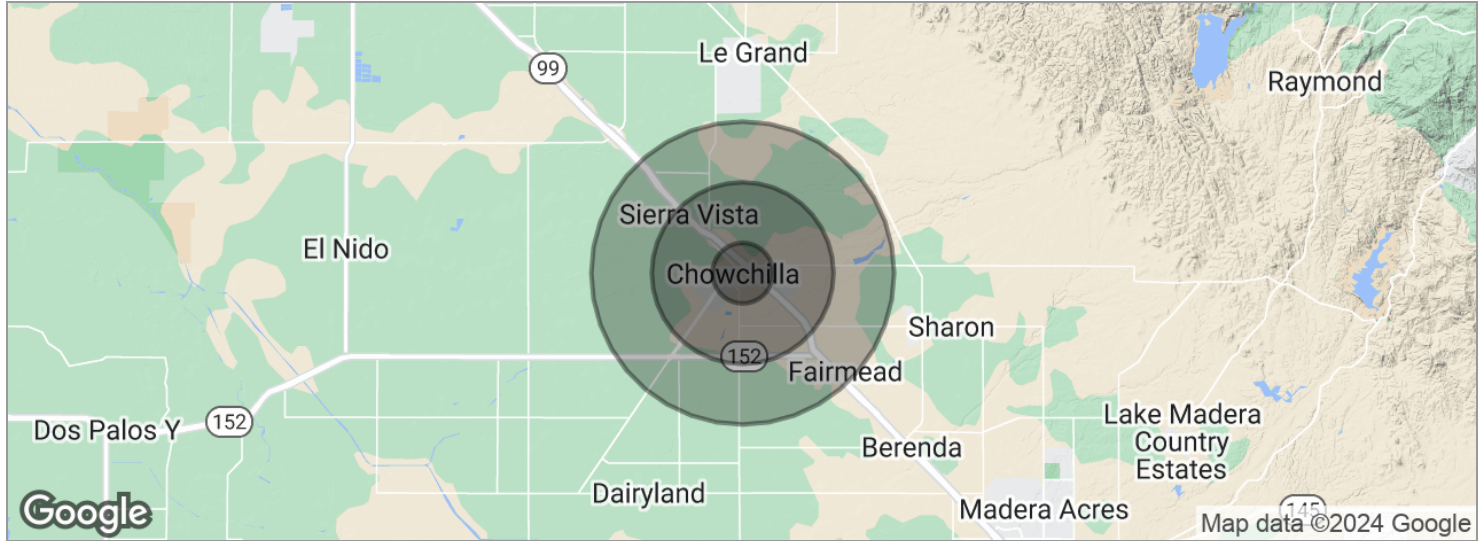 Le Grand
99
Raymond
Sierra Vista
El Nido
Chowchilla
Sharon
152
Fairmead
Dos Palos Y
152
Lake Madera
Country
Estates
Berenda
Dairyland
Madera Acres
145
Google
Map data ©2024 Google